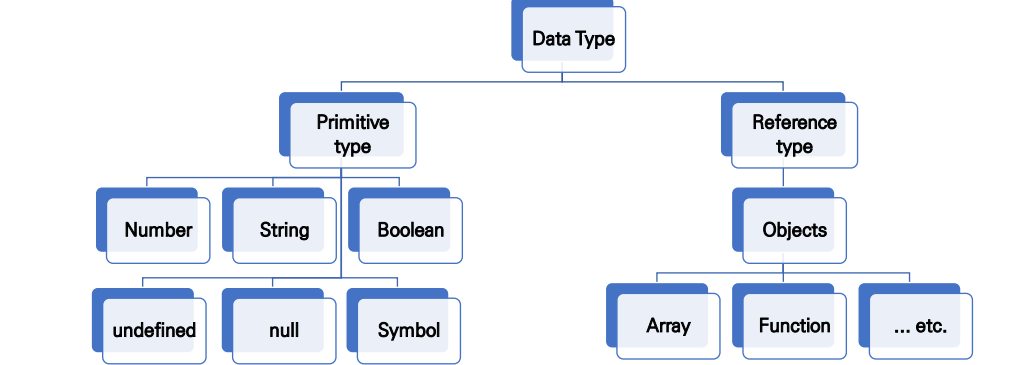 Data Type
Primitive
type
Reference
type
Number
String
Boolean
Objects
undefined
null
Symbol
Array
Function
... etc.